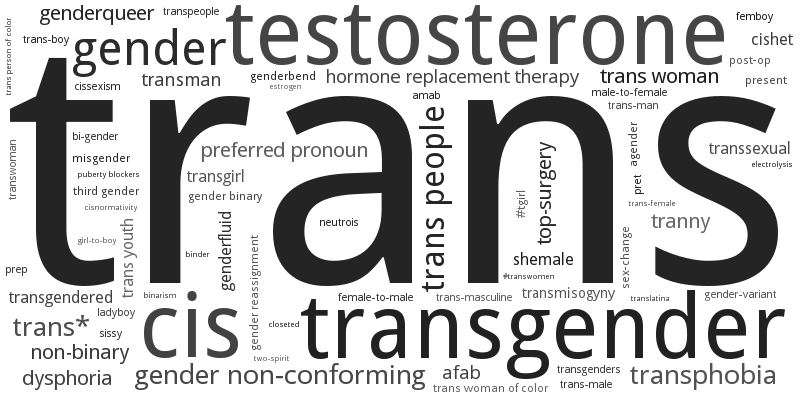 genderqueer
transpeople
testosterone
femboy
trans person of color
trans-boy
gender
cishet
post-op
cissexism
transman
genderbend
estrogen
hormone replacement therapy
trans woman
present
trans
amab
male-to-female
trans-man
bi-gender
misgender
puberty blockers
third gender
cisnormativity
transwoman
preferred pronoun
transgirl
gender binary
trans people
top-surgery
#tgirl
agender
pret
transsexual
electrolysis
trans-female
tranny
neutrois
girl-to-boy
trans youth
genderfluid
binder
gender reassignment
shemale
#transwomen
sex-change
prep
transgendered
binarism
female-to-male
trans-masculine
transmisogyny
translatina
gender-variant
ladyboy
trans*
sissy
cis
closeted
transgender
non-binary
two-spirit
dysphoria
gender non-conforming
afab
trans woman of color
transgenders
trans-male
transphobia